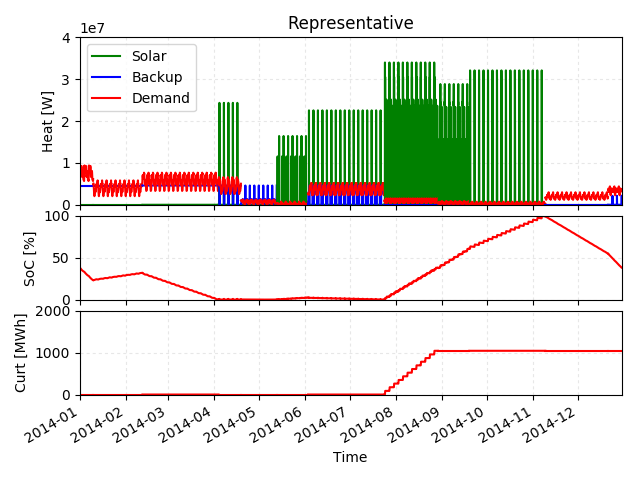 Representative
1e7
Heat [W]
4
3
2
1
0
Solar
Backup
Demand
SoC [%]
100
50
0
Curt [MWh]
2000
1000
0
2014-01
2014-02
2014-03
2014-04
2014-05
2014-06
2014-07
2014-08
2014-09
2014-10
2014-11
2014-12
Time